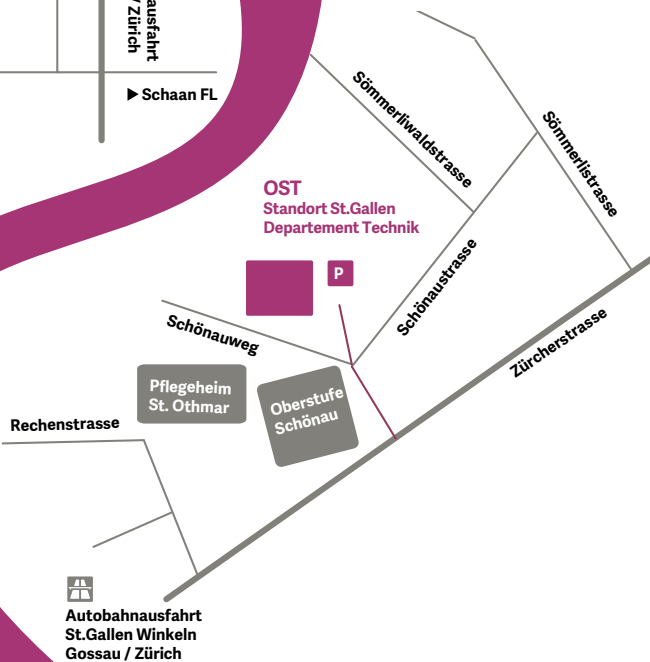 ausfahrt
/ Zürich
Schaan FL
Sömmerliwaldstrasse
Sömmerlistrasse
OST
Standort St.Gallen
Departement Technik
P
Schönaustrasse
Schönauweg
Zürcherstrasse
Pflegeheim
St. Othmar
Oberstufe
Schönau
Rechenstrasse
Autobahnausfahrt
St.Gallen Winkeln
Gossau / Zürich